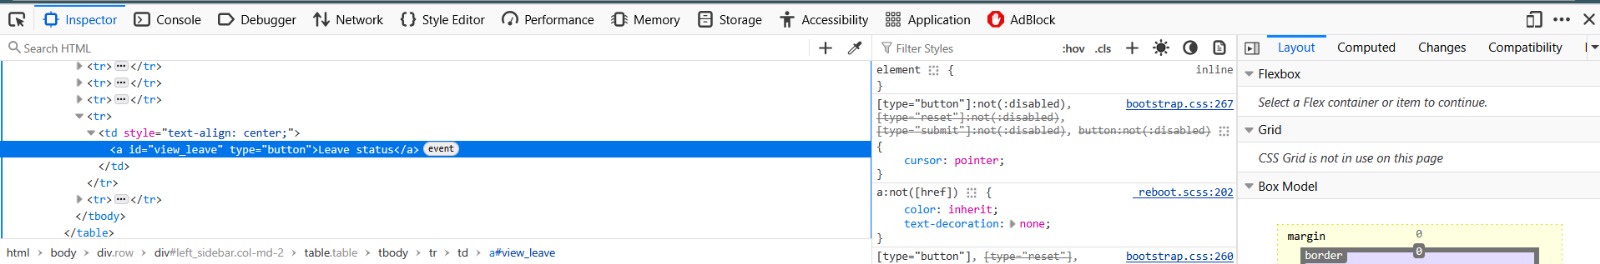 Inspector Console Debugger Network Style Editor Performance Memory Storage Accessibility Application AdBlock
Search HTML
<tr> </tr>
<tr> </tr>
<tr> </tr>
<tr>
<td style="text-align: center;">
<a id="view_leave" type="button">Leave status</a> event
</td>
</tr>
<tr> </tr>
</tbody>
</table>
html > body > div.row > div#left_sidebar.col-md-2 > table.table > tbody > tr > td > a#view_leave
Filter Styles :hov .cls
element { inline
}
[type="button"]:not(:disabled), bootstrap.css:267
[type="reset"]:not(:disabled),
[type="submit"]:not(:disabled), button:not(:disabled)
{
cursor: pointer;
}
a:not([href]) { _reboot.scss:202
color: inherit;
text-decoration: none;
}
[type="button"], [type="reset"], bootstrap.css:260
Layout Computed Changes Compatibility
Flexbox
Select a Flex container or item to continue.
Grid
CSS Grid is not in use on this page
Box Model
margin 0
border 0